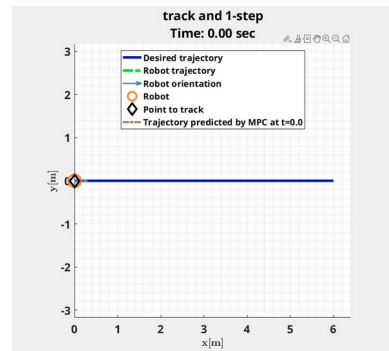 track and 1-step
Time: 0.00 sec
Desired trajectory
Robot trajectory
Robot orientation
Robot
Point to track
Trajectory predicted by MPC at t=0.0
3
2
1
0
-1
-2
-3
y[m]
0 1 2 3 4 5 6
x[m]